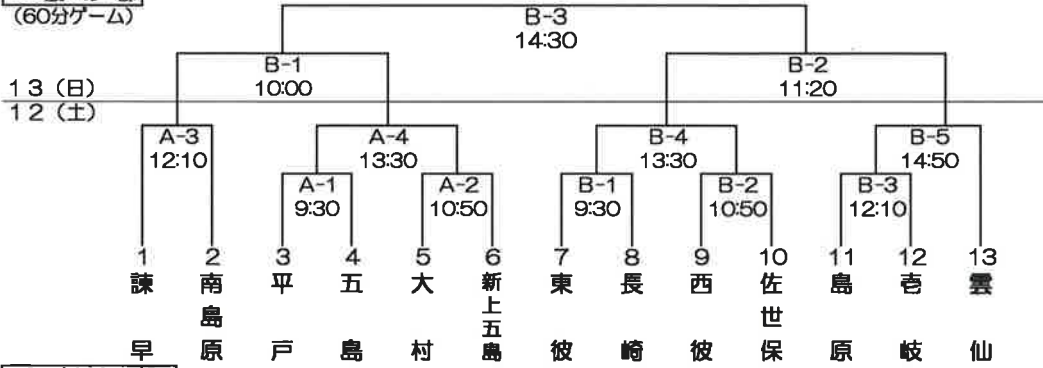 (60分ゲーム)
B-3
14:30
B-1
10:00
B-2
11:20
13(日)
12(土)
A-3
12:10
A-4
13:30
B-4
13:30
B-5
14:50
A-1
9:30
A-2
10:50
B-1
9:30
B-2
10:50
B-3
12:10
1 2 3 4 5 6 7 8 9 10 11 12 13
諫早
南島原
平戸
五島
大村
新上五島
東彼
長崎
西彼
佐世保
島原
壱岐
雲仙